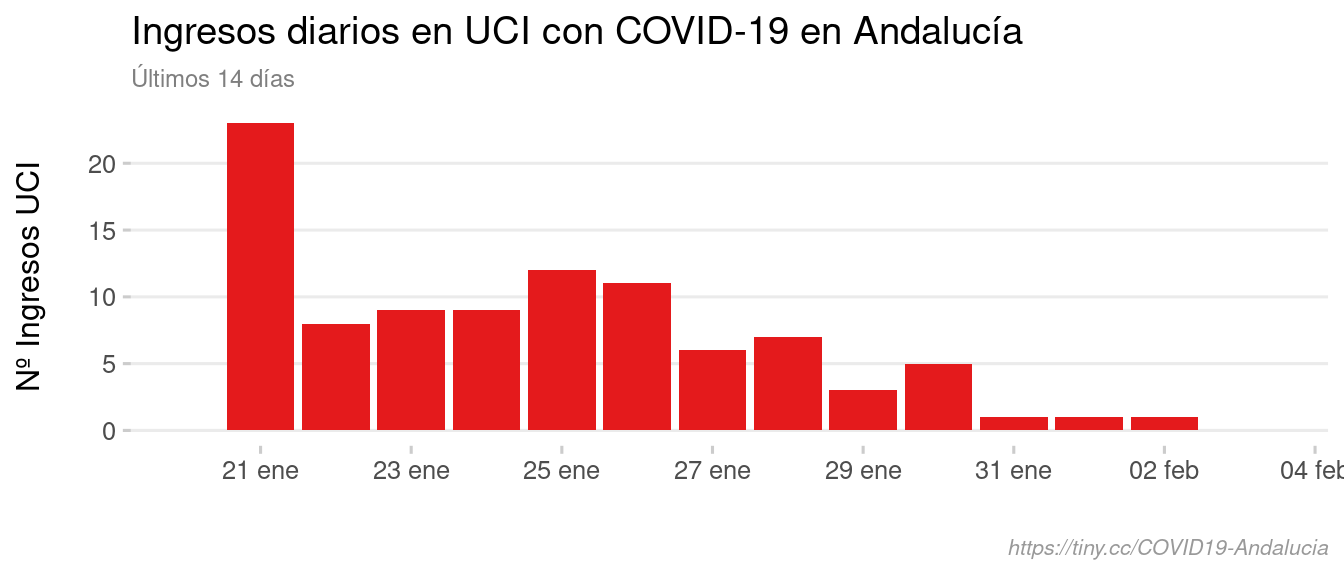 Ingresos diarios en UCI con COVID-19 en Andalucía
Últimos 14 días
Nº Ingresos UCI
20
15
10
5
0
21 ene 23 ene 25 ene 27 ene 29 ene 31 ene 02 feb 04 feb
https://tiny.cc/COVID19-Andalucia